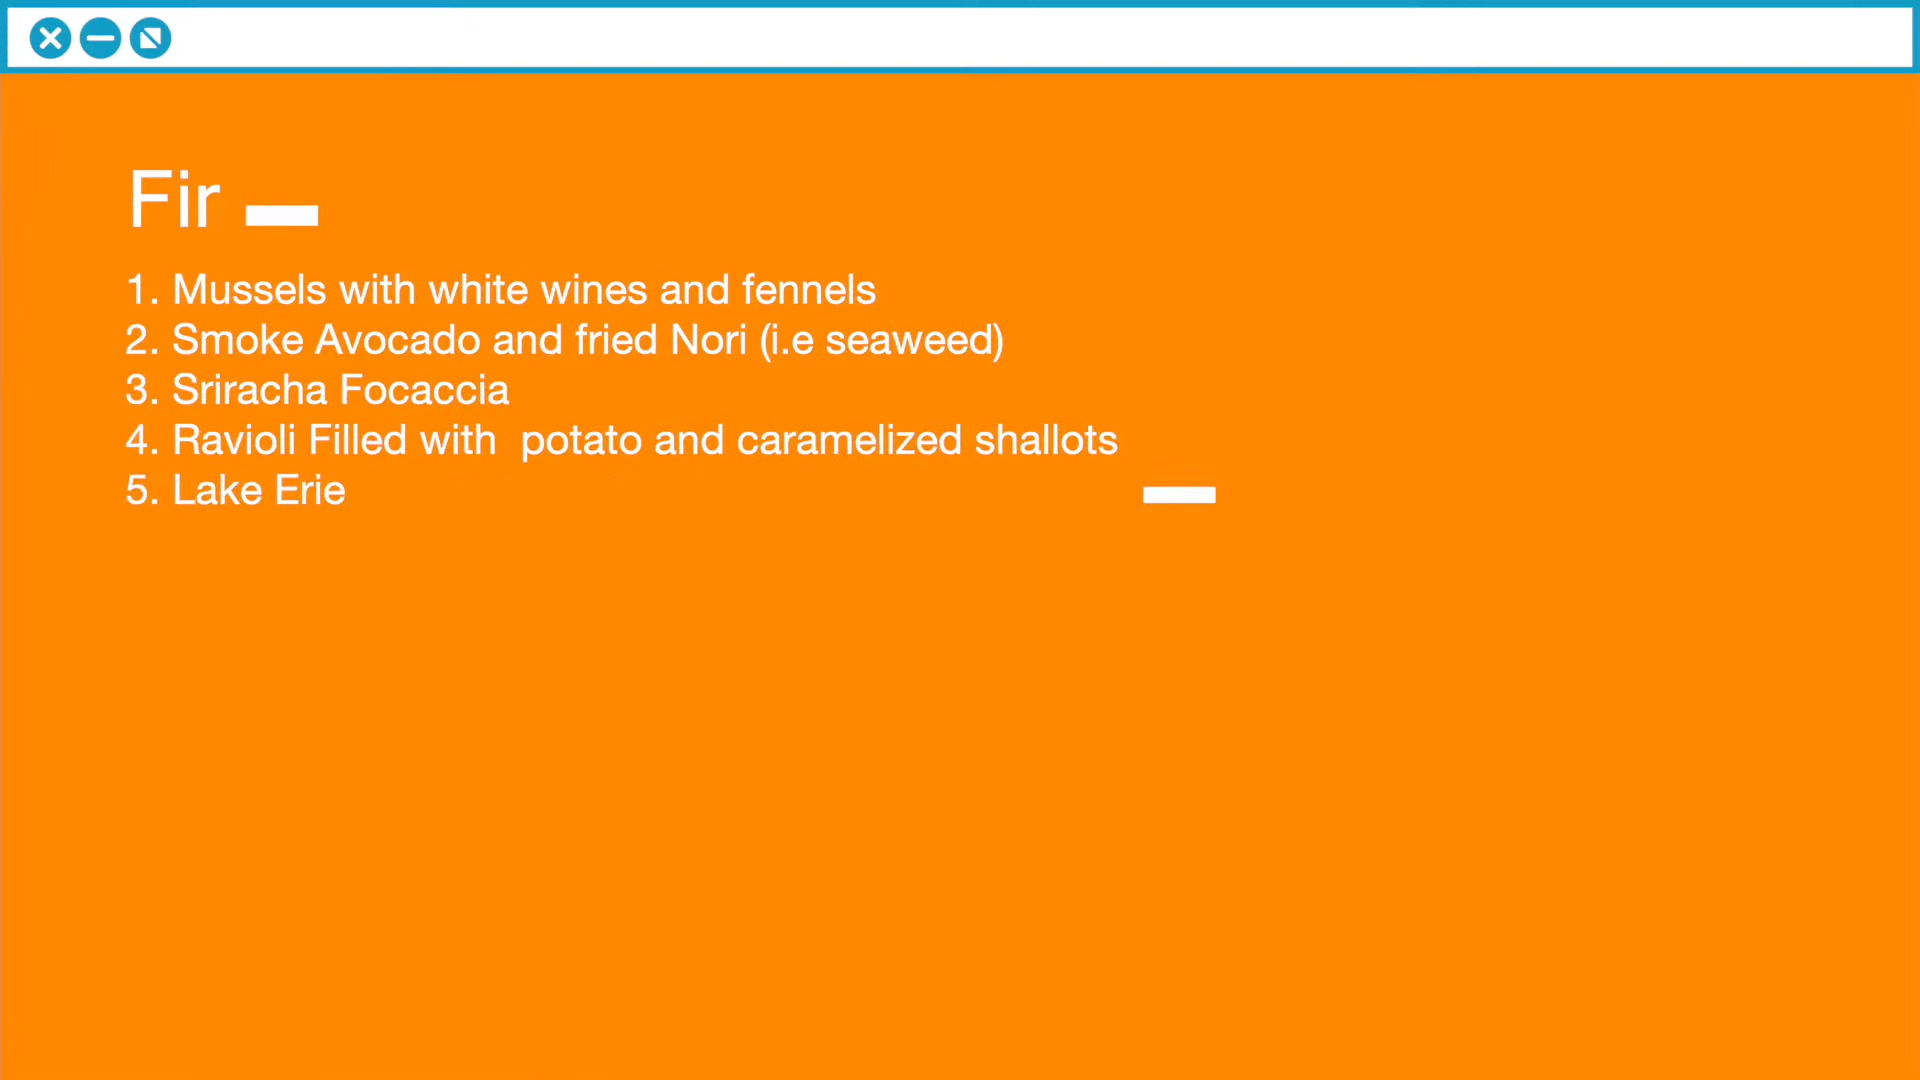 Fir
1. Mussels with white wines and fennels
2. Smoke Avocado and fried Nori (i.e seaweed)
3. Sriracha Focaccia
4. Ravioli Filled with  potato and caramelized shallots
5. Lake Erie